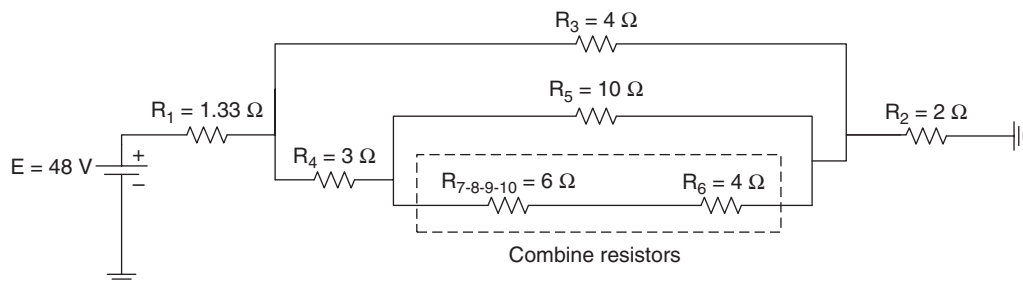 R₃ = 4 Ω
R₅ = 10 Ω
R₁ = 1.33 Ω
R₂ = 2 Ω
R₄ = 3 Ω
E = 48 V
+
−
R₇₋₈₋₉₋₁₀ = 6 Ω
R₆ = 4 Ω
Combine resistors